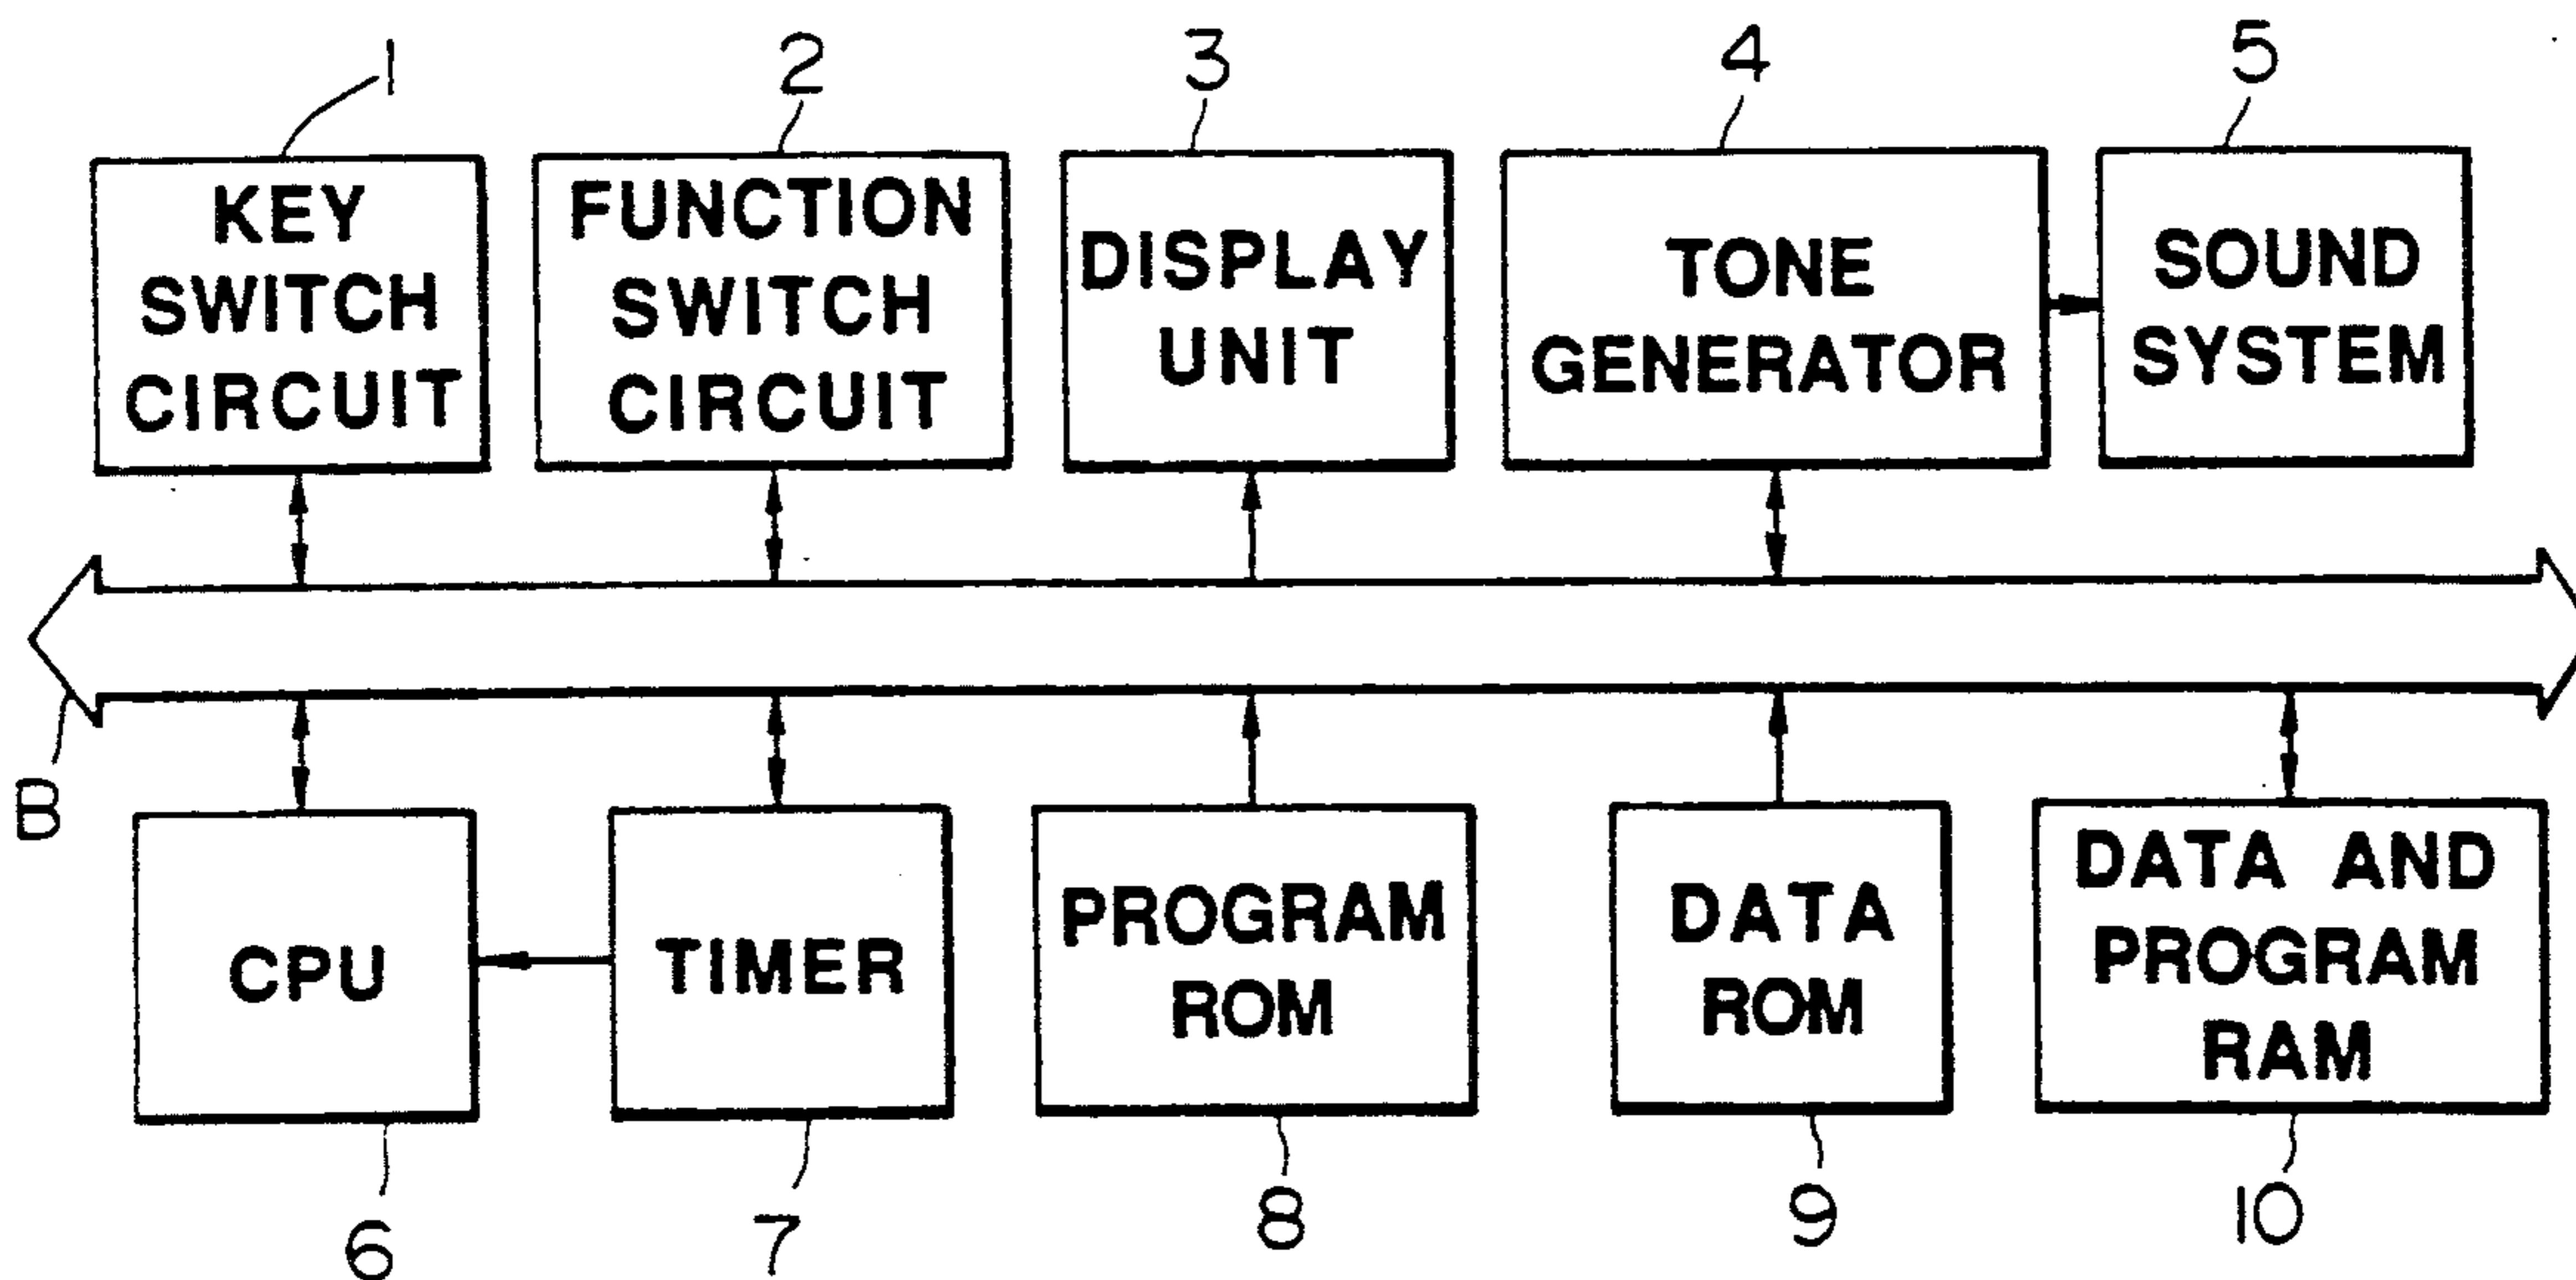 1
2
3
4
5
KEY
SWITCH
CIRCUIT
FUNCTION
SWITCH
CIRCUIT
DISPLAY
UNIT
TONE
GENERATOR
SOUND
SYSTEM
B
CPU
TIMER
PROGRAM
ROM
DATA
ROM
DATA AND
PROGRAM
RAM
6
7
8
9
10